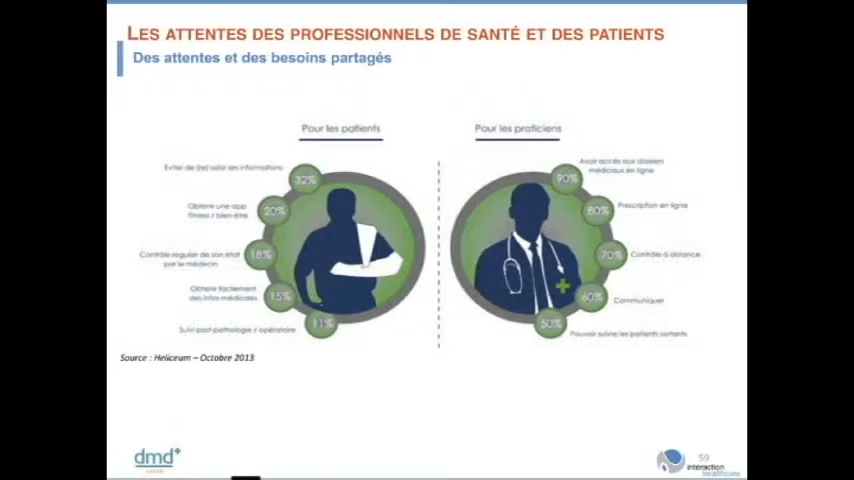 LES ATTENTES DES PROFESSIONNELS DE SANTÉ ET DES PATIENTS
Des attentes et des besoins partagés
Pour les patients
Eviter de (re) saisir ses informations
32%
Obtenir une app
fitness / bien-être
20%
Contrôle regulier de son état
par le médecin
18%
Obtenir facilement
des infos médicales
15%
Suivi post-pathologie / opératoire
11%
Pour les praticiens
90%
Avoir accès aux dossiers
médicaux en ligne
80%
Prescription en ligne
70%
Contrôle à distance
60%
Communiquer
50%
Pouvoir suivre les patients sortants
Source : Heliceum – Octobre 2013
dmd+
59
interaction
healthcare